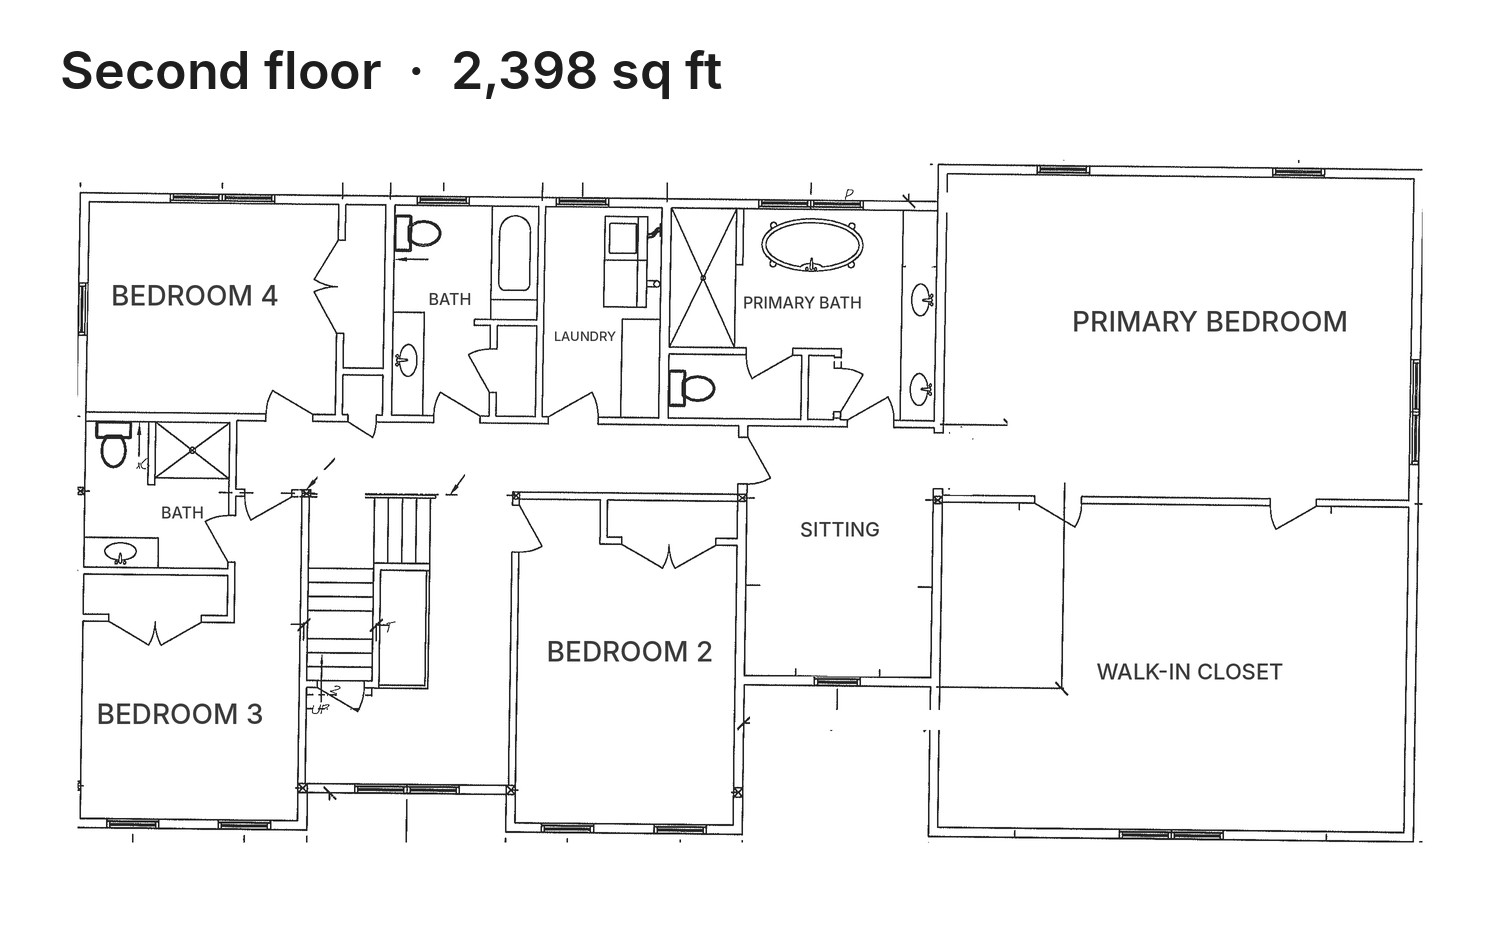 Second floor · 2,398 sq ft
BEDROOM 4
BATH
LAUNDRY
PRIMARY BATH
PRIMARY BEDROOM
BATH
SITTING
BEDROOM 2
WALK-IN CLOSET
BEDROOM 3
UP